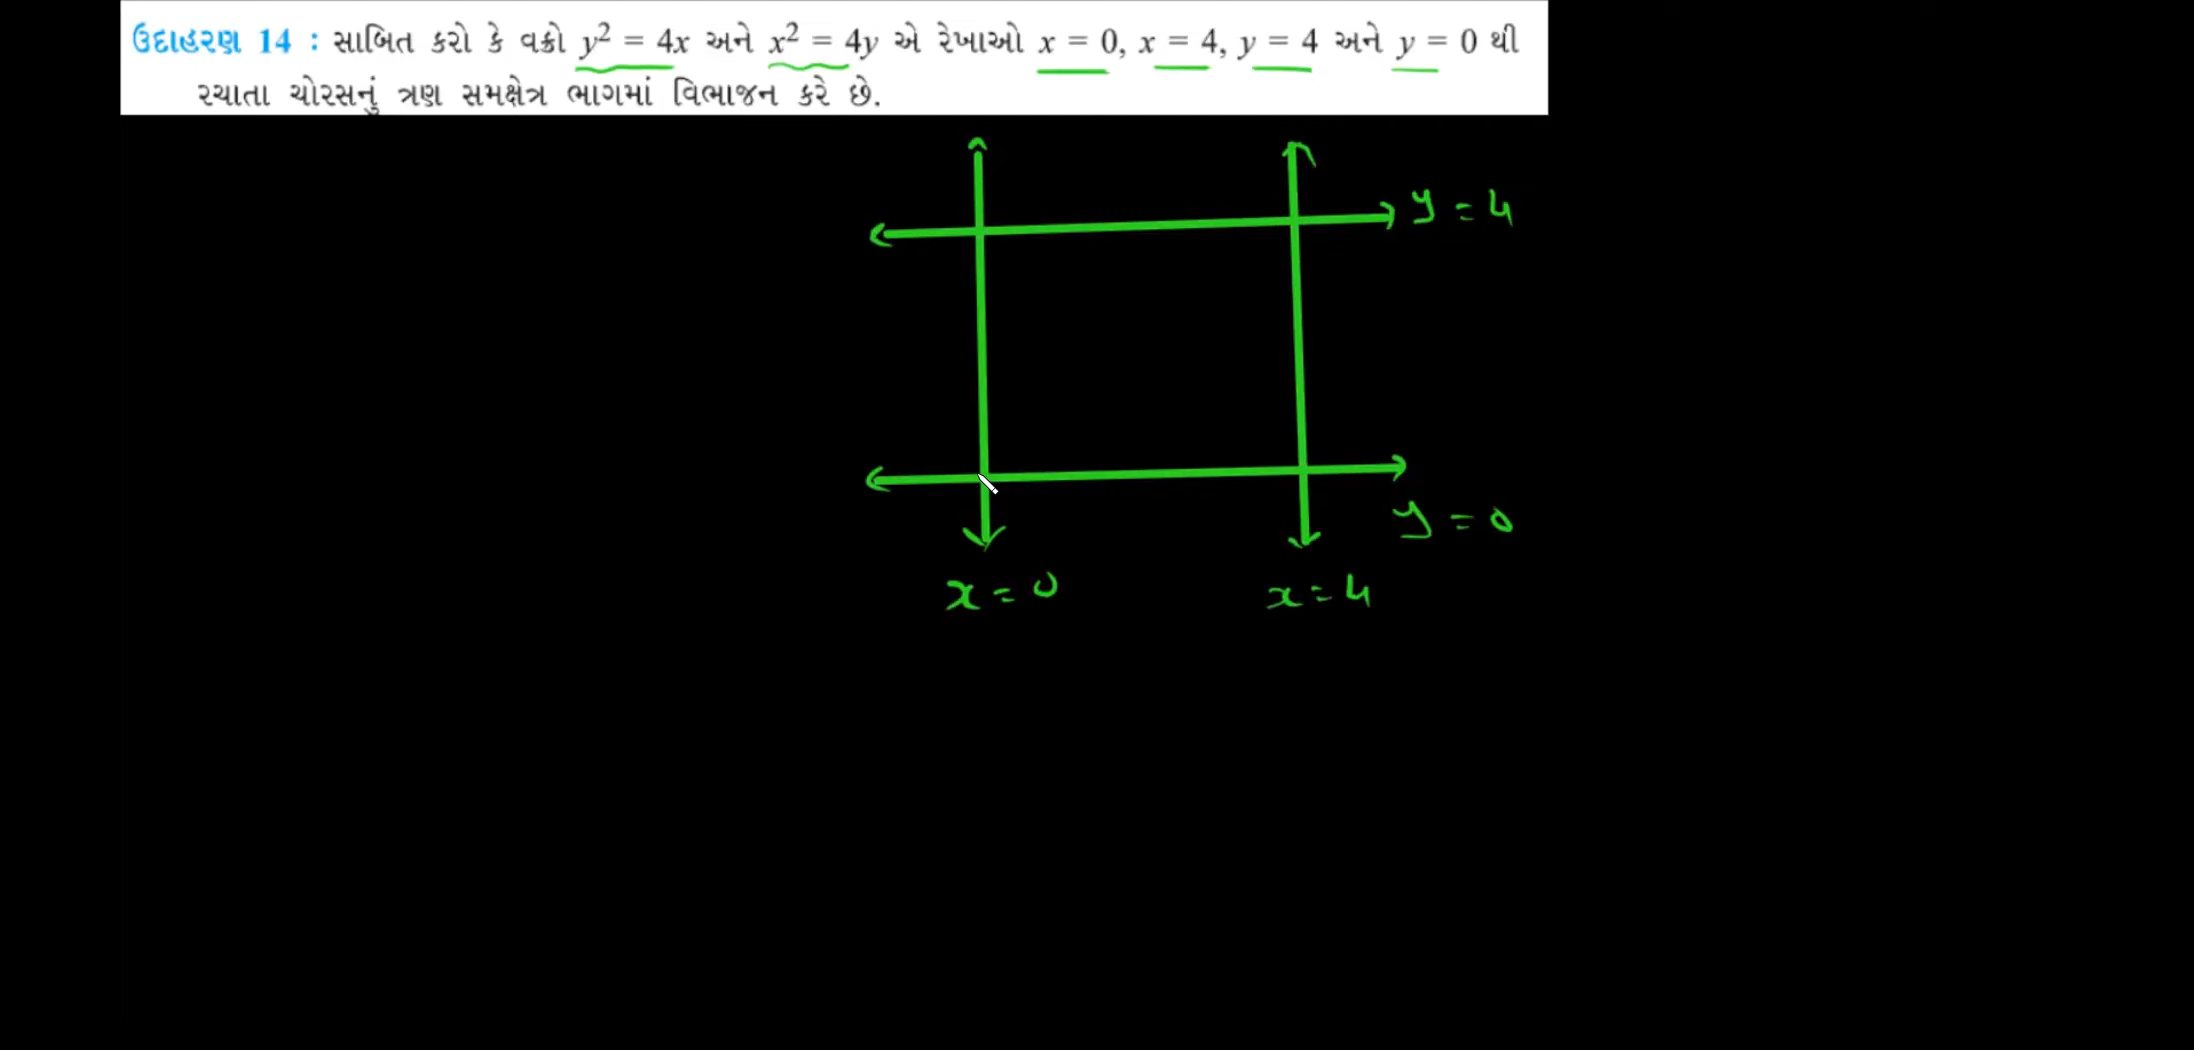 ઉદાહરણ 14 : સાબિત કરો કે વક્રો y² = 4x અને x² = 4y એ રેખાઓ x = 0, x = 4, y = 4 અને y = 0 થી
રચાતા ચોરસનું ત્રણ સમક્ષેત્ર ભાગમાં વિભાજન કરે છે.
y = 4
y = 0
x = 0
x = 4